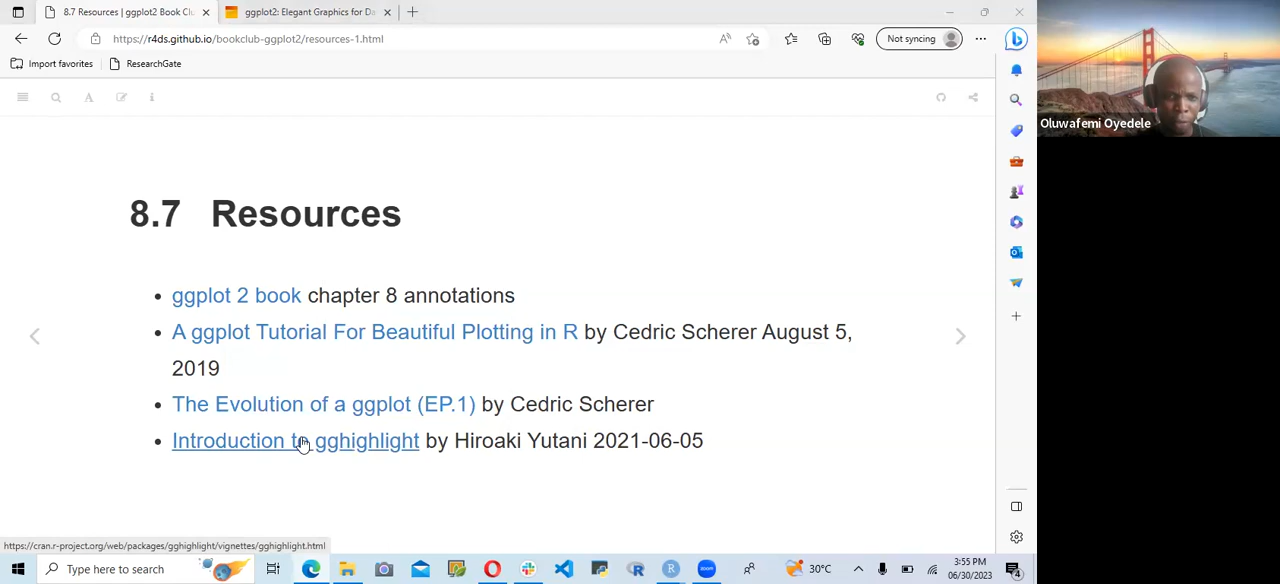 8.7 Resources | ggplot2 Book Clu
ggplot2: Elegant Graphics for Da
https://r4ds.github.io/bookclub-ggplot2/resources-1.html
Not syncing
Import favorites
ResearchGate
Oluwafemi Oyedele
8.7 Resources
• ggplot 2 book chapter 8 annotations
• A ggplot Tutorial For Beautiful Plotting in R by Cedric Scherer August 5,
2019
• The Evolution of a ggplot (EP.1) by Cedric Scherer
• Introduction to gghighlight by Hiroaki Yutani 2021-06-05
https://cran.r-project.org/web/packages/gghighlight/vignettes/gghighlight.html
Type here to search
zoom
30°C
3:55 PM
06/30/2023
4